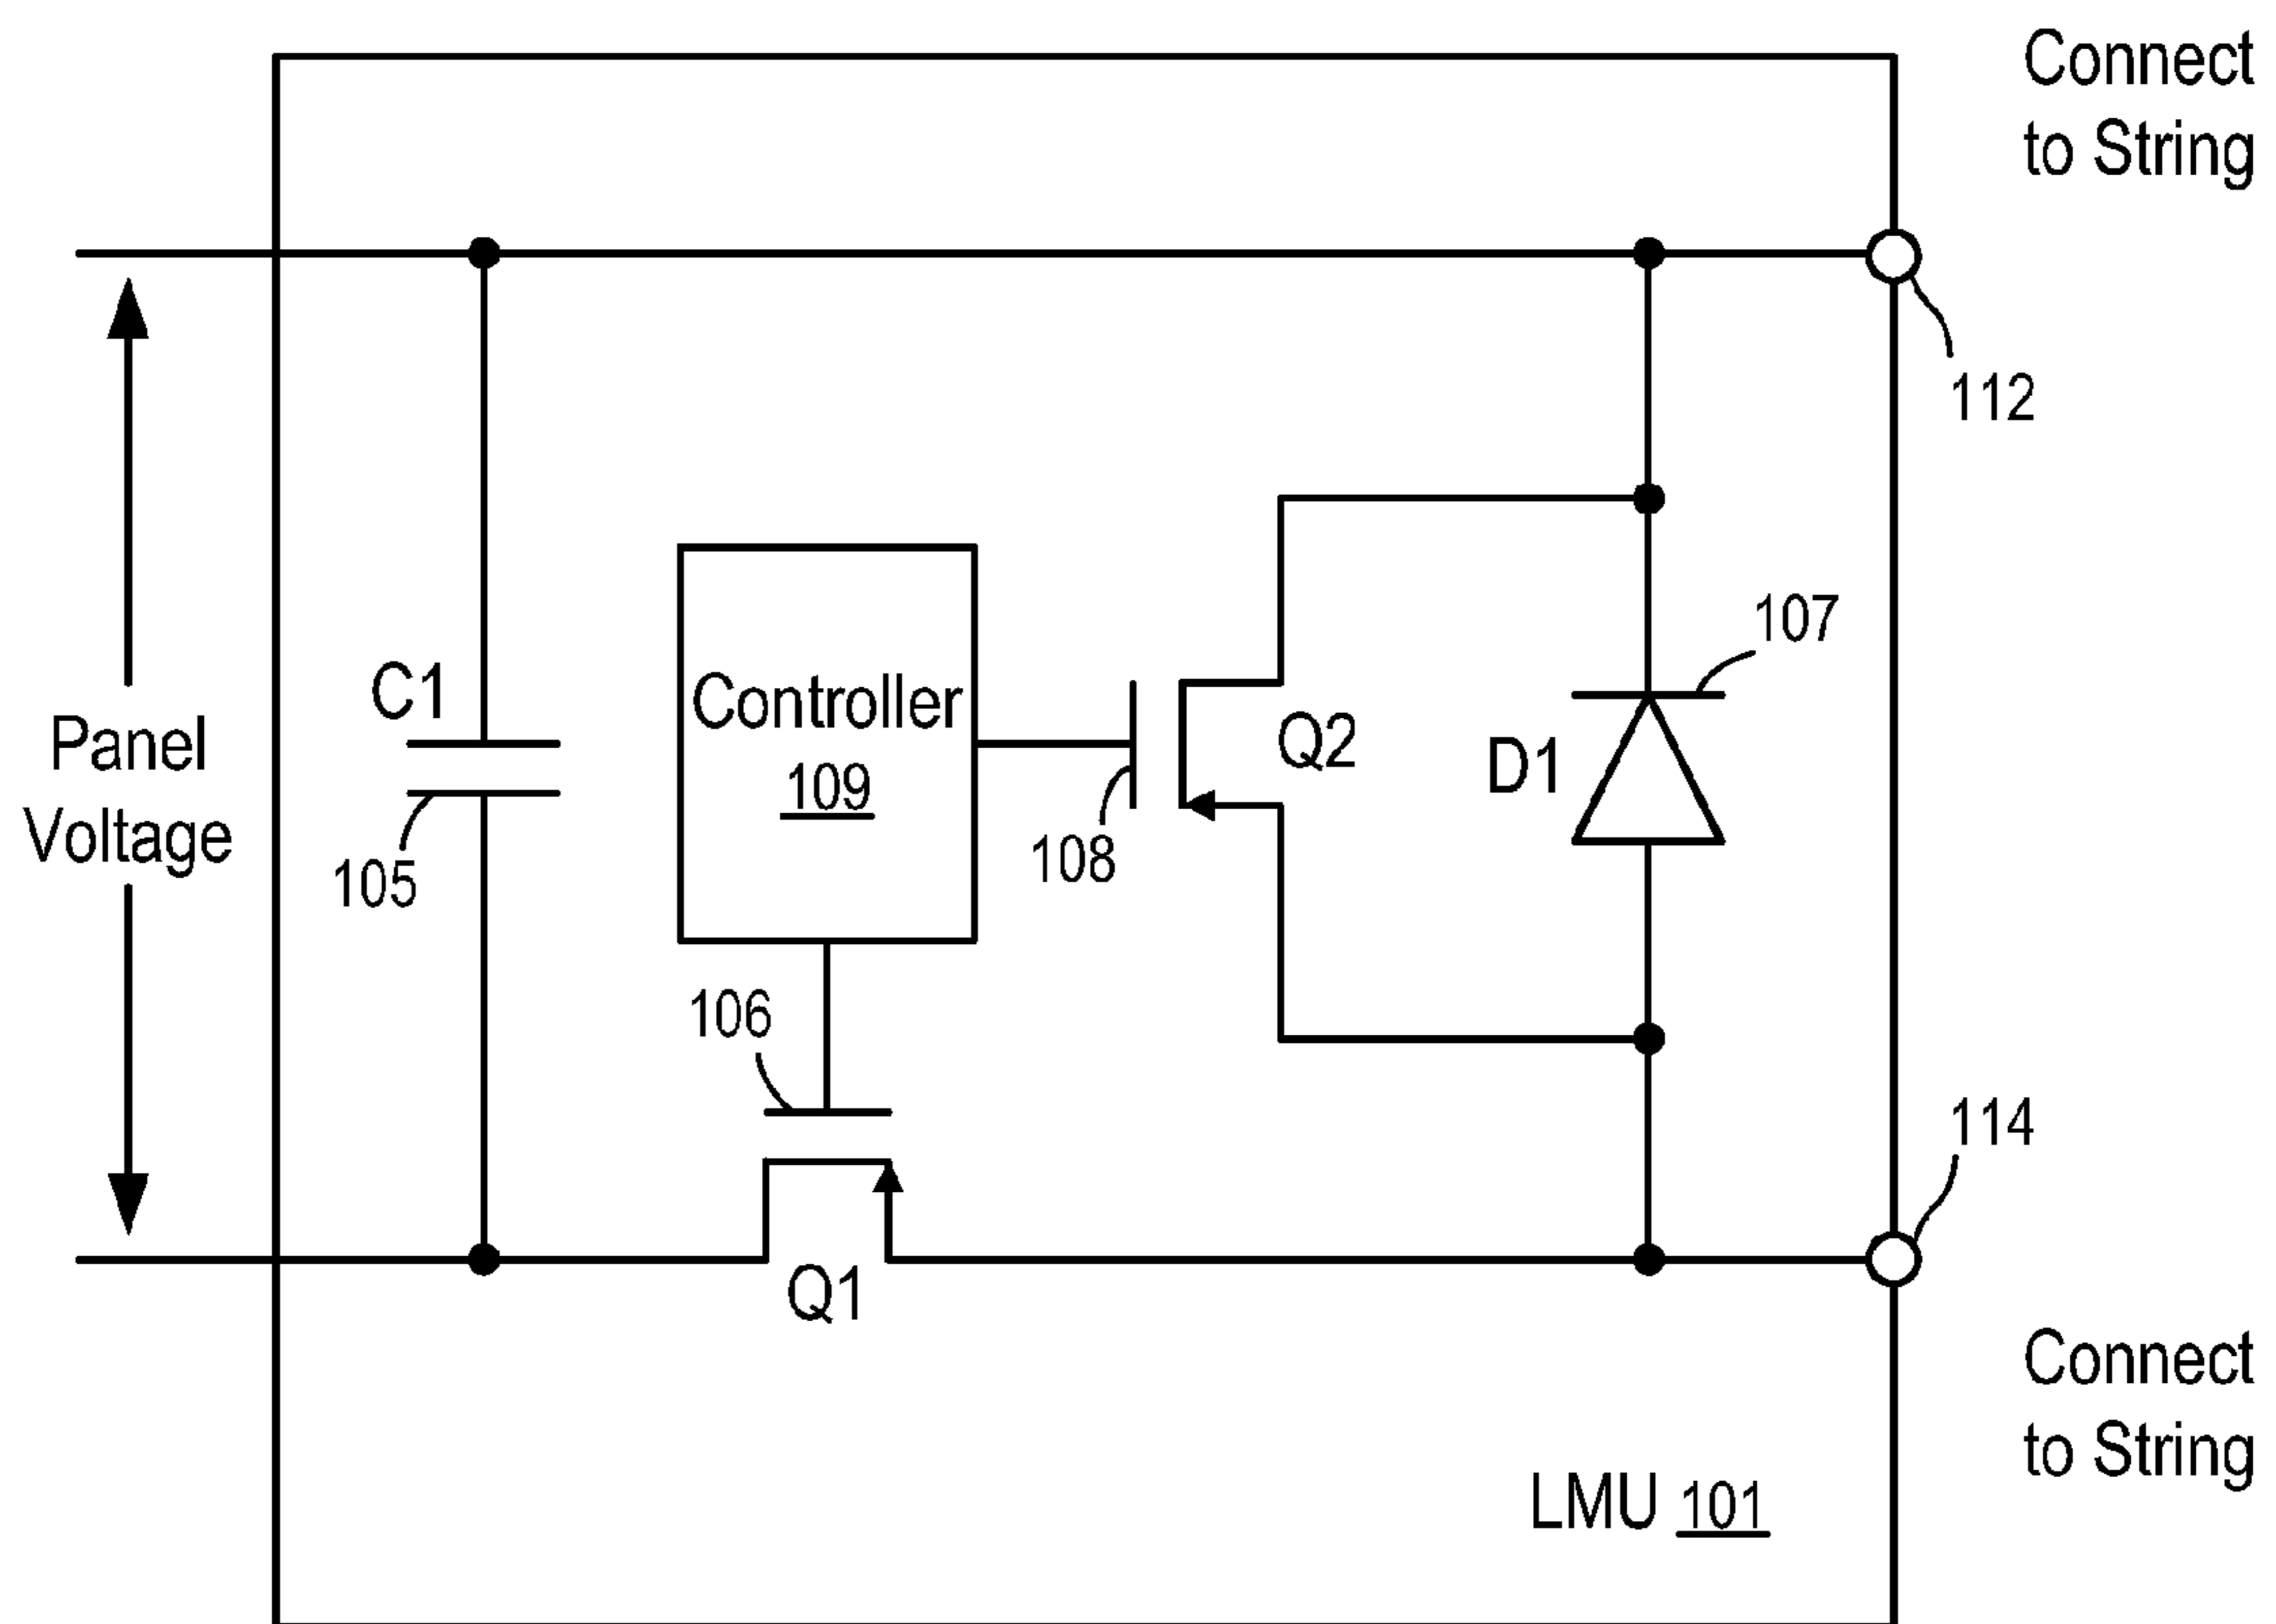 Connect
to String
112
107
C1
Controller
109
Q2
D1
Panel
Voltage
105
108
106
114
Q1
Connect
to String
LMU 101